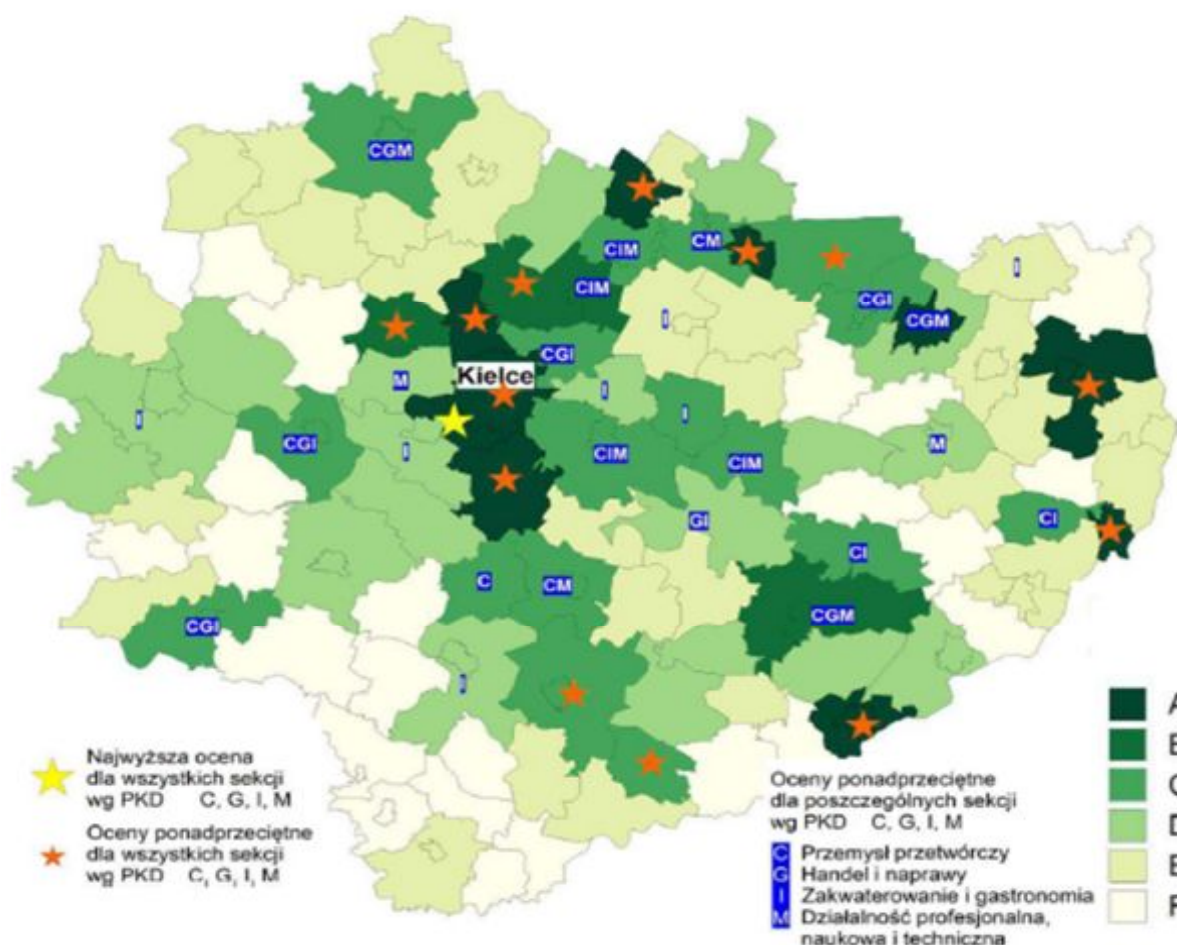 CGM
CIM
CM
CIM
I
I
CGI
CGM
CGI
M
Kielce
I
I
I
CGI
I
CIM
CIM
M
GI
CI
CI
C
CM
CGM
CGI
I
A
B
C
D
E
F
Najwyższa ocena
dla wszystkich sekcji
wg PKD C, G, I, M
Oceny ponadprzeciętne
dla wszystkich sekcji
wg PKD C, G, I, M
Oceny ponadprzeciętne
dla poszczególnych sekcji
wg PKD C, G, I, M
C Przemysł przetwórczy
G Handel i naprawy
I Zakwaterowanie i gastronomia
M Działalność profesjonalna,
naukowa i techniczna